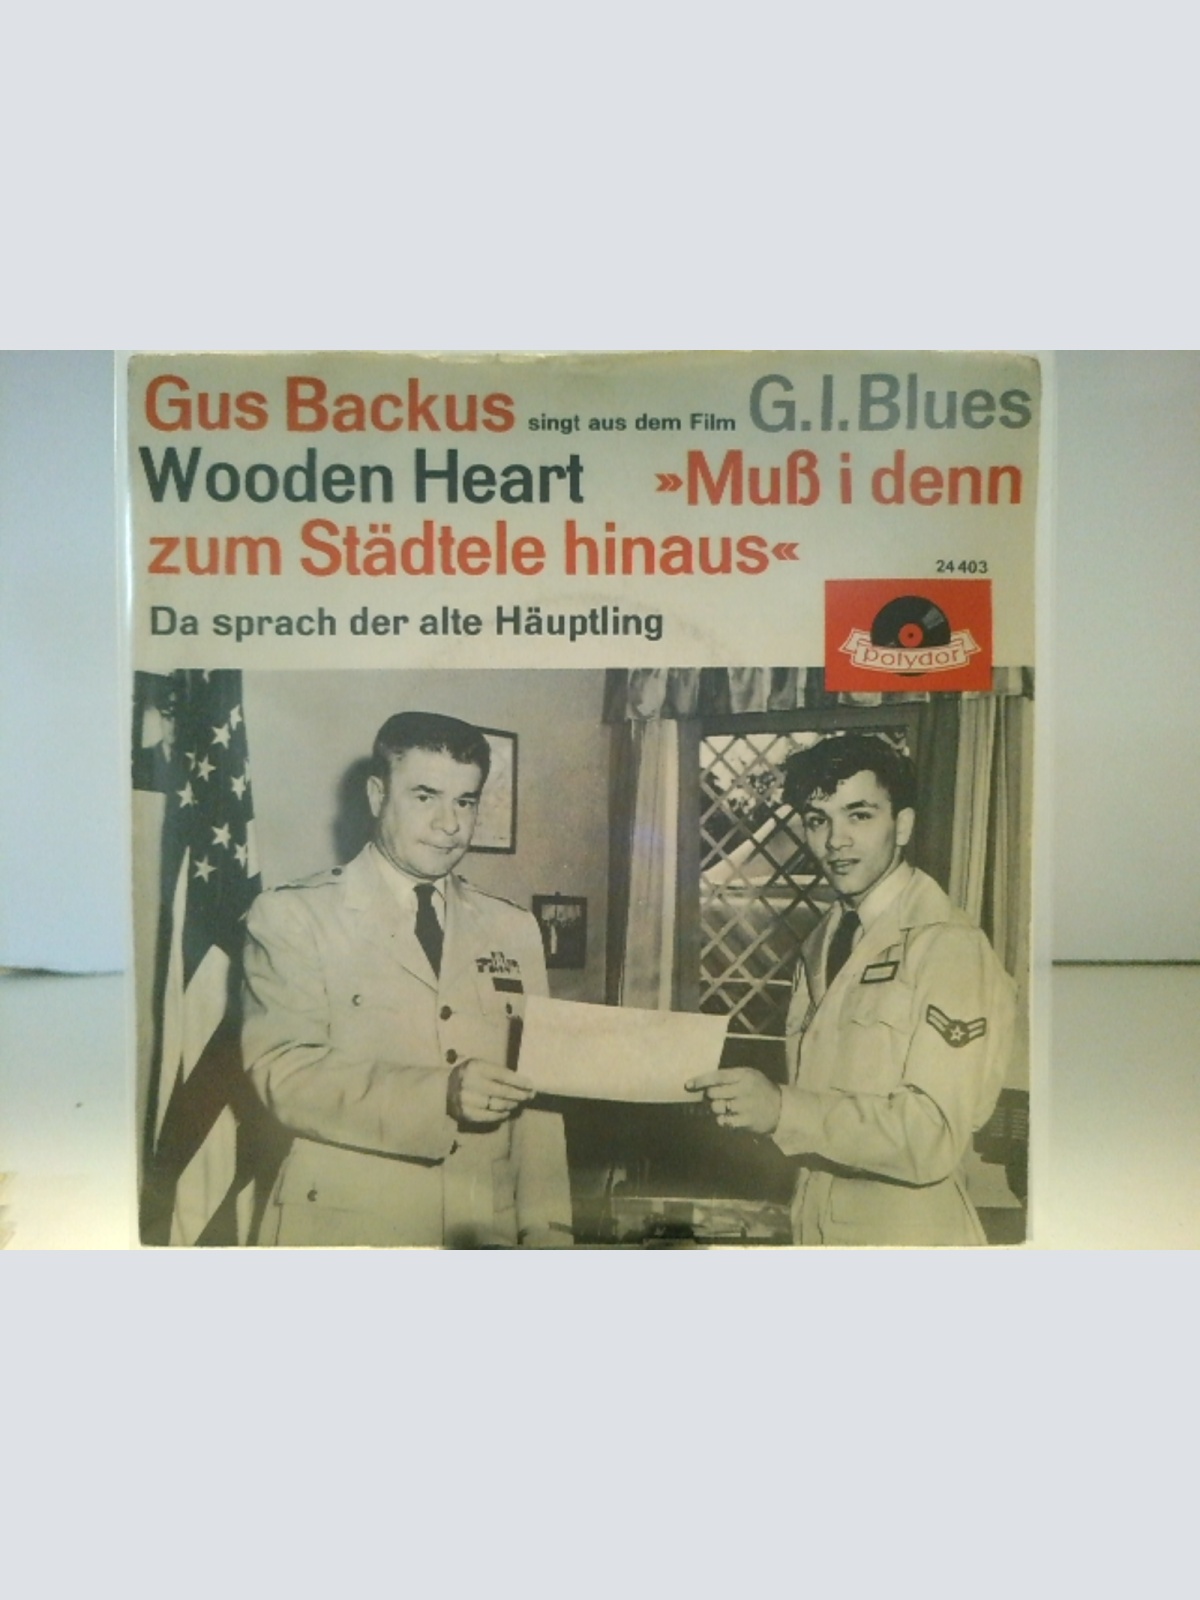 Gus Backus singt aus dem Film G.I.Blues
Wooden Heart »Muß i denn
zum Städtele hinaus«
24 403
Da sprach der alte Häuptling
polydor